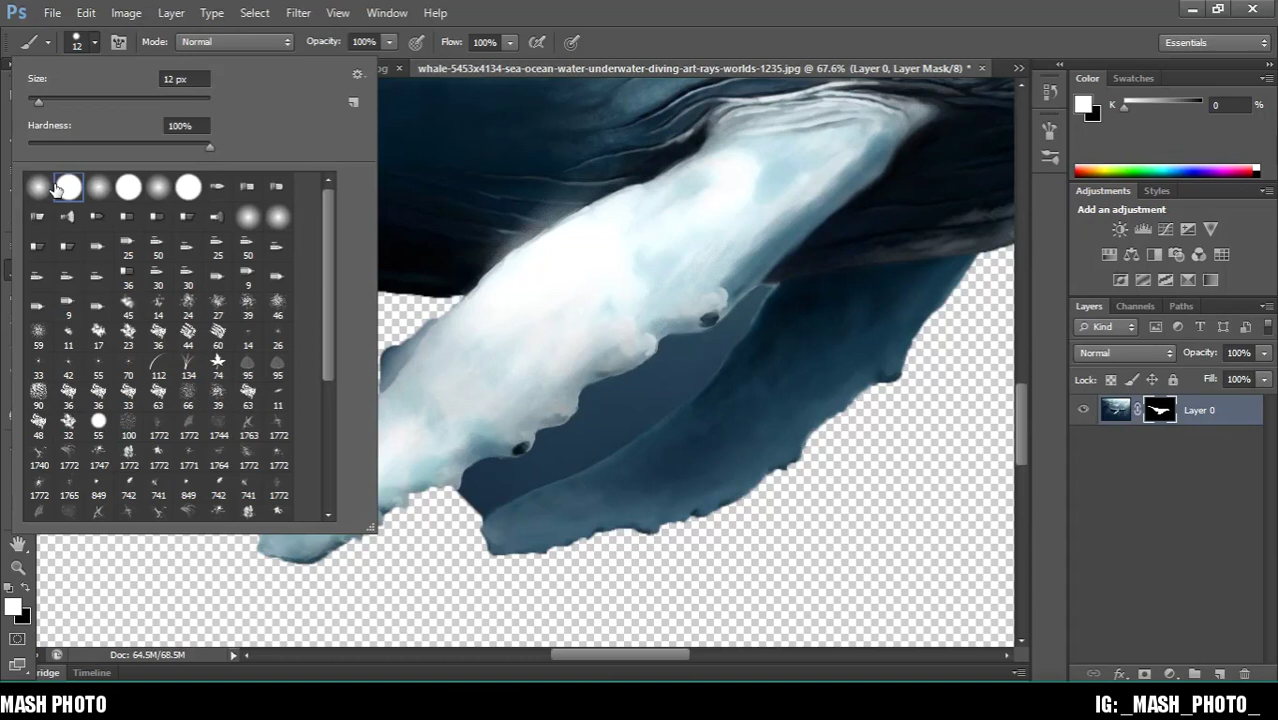 Ps File Edit Image Layer Type Select Filter View Window Help
12 Mode: Normal Opacity: 100% Flow: 100% Essentials
Size: 12 px
Hardness: 100%
25 50 25 50
36 30 30 9
9 45 14 24 27 39 46
59 11 17 23 36 44 60 14 26
33 42 55 70 112 134 74 95 95
90 36 36 33 63 66 39 63 11
48 32 55 100 1772 1772 1744 1763 1772
1740 1772 1747 1772 1772 1771 1764 1772 1772
1772 1765 849 742 741 849 742 741 1772
g × whale-5453x4134-sea-ocean-water-underwater-diving-art-rays-worlds-1235.jpg @ 67.6% (Layer 0, Layer Mask/8) * ×
Color Swatches
K 0 %
Adjustments Styles
Add an adjustment
Layers Channels Paths
Kind
Normal Opacity: 100%
Lock: Fill: 100%
Layer 0
Doc: 64.5M/68.5M
ridge Timeline
MASH PHOTO
IG: _MASH_PHOTO_